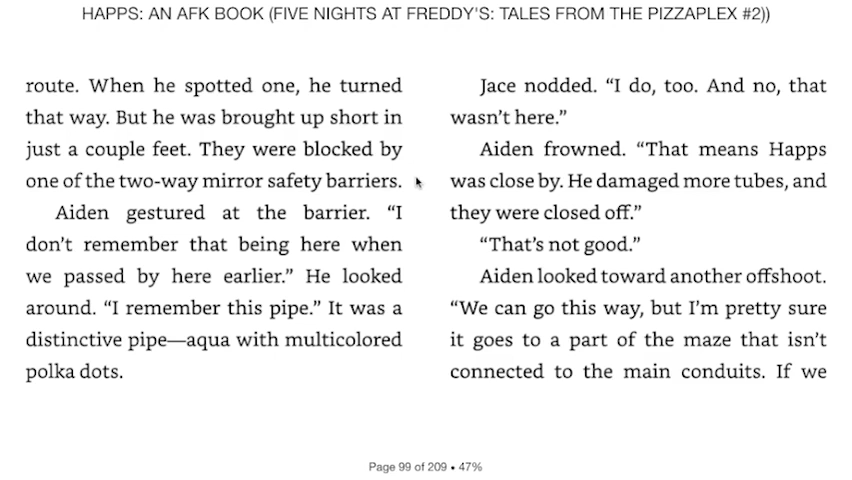 HAPPS: AN AFK BOOK (FIVE NIGHTS AT FREDDY'S: TALES FROM THE PIZZAPLEX #2))
route. When he spotted one, he turned
that way. But he was brought up short in
just a couple feet. They were blocked by
one of the two-way mirror safety barriers.
Aiden gestured at the barrier. “I
don’t remember that being here when
we passed by here earlier.” He looked
around. “I remember this pipe.” It was a
distinctive pipe—aqua with multicolored
polka dots.
Jace nodded. “I do, too. And no, that
wasn’t here.”
Aiden frowned. “That means Happs
was close by. He damaged more tubes, and
they were closed off.”
“That’s not good.”
Aiden looked toward another offshoot.
“We can go this way, but I’m pretty sure
it goes to a part of the maze that isn’t
connected to the main conduits. If we
Page 99 of 209 • 47%